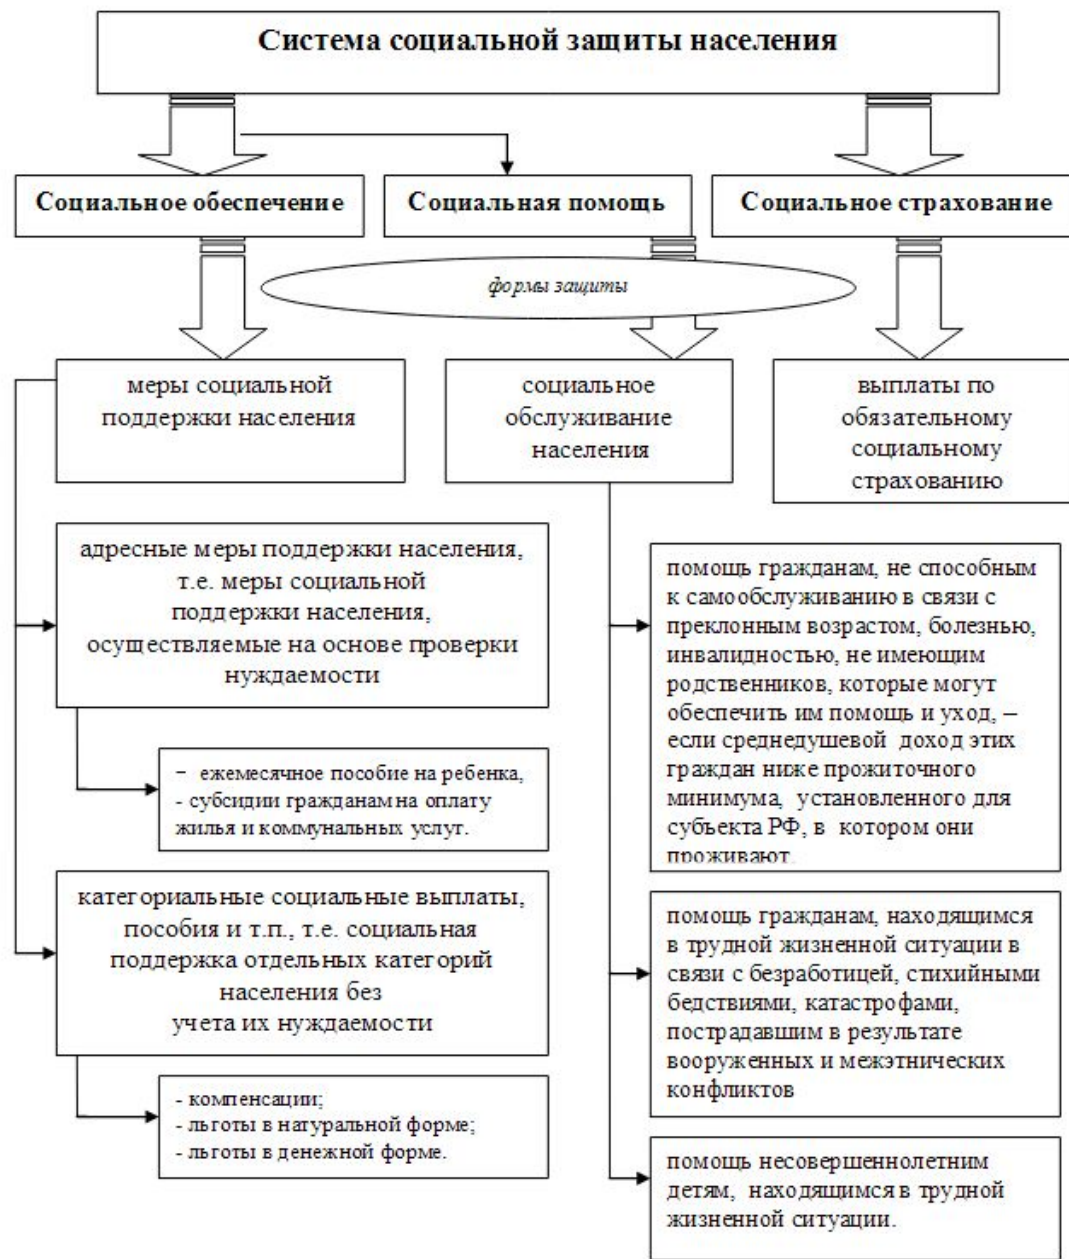 Система социальной защиты населения
Социальное обеспечение
Социальная помощь
Социальное страхование
формы защиты
меры социальной
поддержки населения
социальное
обслуживание
населения
выплаты по
обязательному
социальному
страхованию
адресные меры поддержки населения,
т.е. меры социальной
поддержки населения,
осуществляемые на основе проверки
нуждаемости
– ежемесячное пособие на ребенка,
- субсидии гражданам на оплату
жилья и коммунальных услуг.
категориальные социальные выплаты,
пособия и т.п., т.е. социальная
поддержка отдельных категорий
населения без
учета их нуждаемости
- компенсации;
- льготы в натуральной форме;
- льготы в денежной форме.
помощь гражданам, не способным
к самообслуживанию в связи с
преклонным возрастом, болезнью,
инвалидностью, не имеющим
родственников, которые могут
обеспечить им помощь и уход, –
если среднедушевой доход этих
граждан ниже прожиточного
минимума, установленного для
субъекта РФ, в котором они
проживают.
помощь гражданам, находящимся
в трудной жизненной ситуации в
связи с безработицей, стихийными
бедствиями, катастрофами,
пострадавшим в результате
вооруженных и межэтнических
конфликтов
помощь несовершеннолетним
детям, находящимся в трудной
жизненной ситуации.